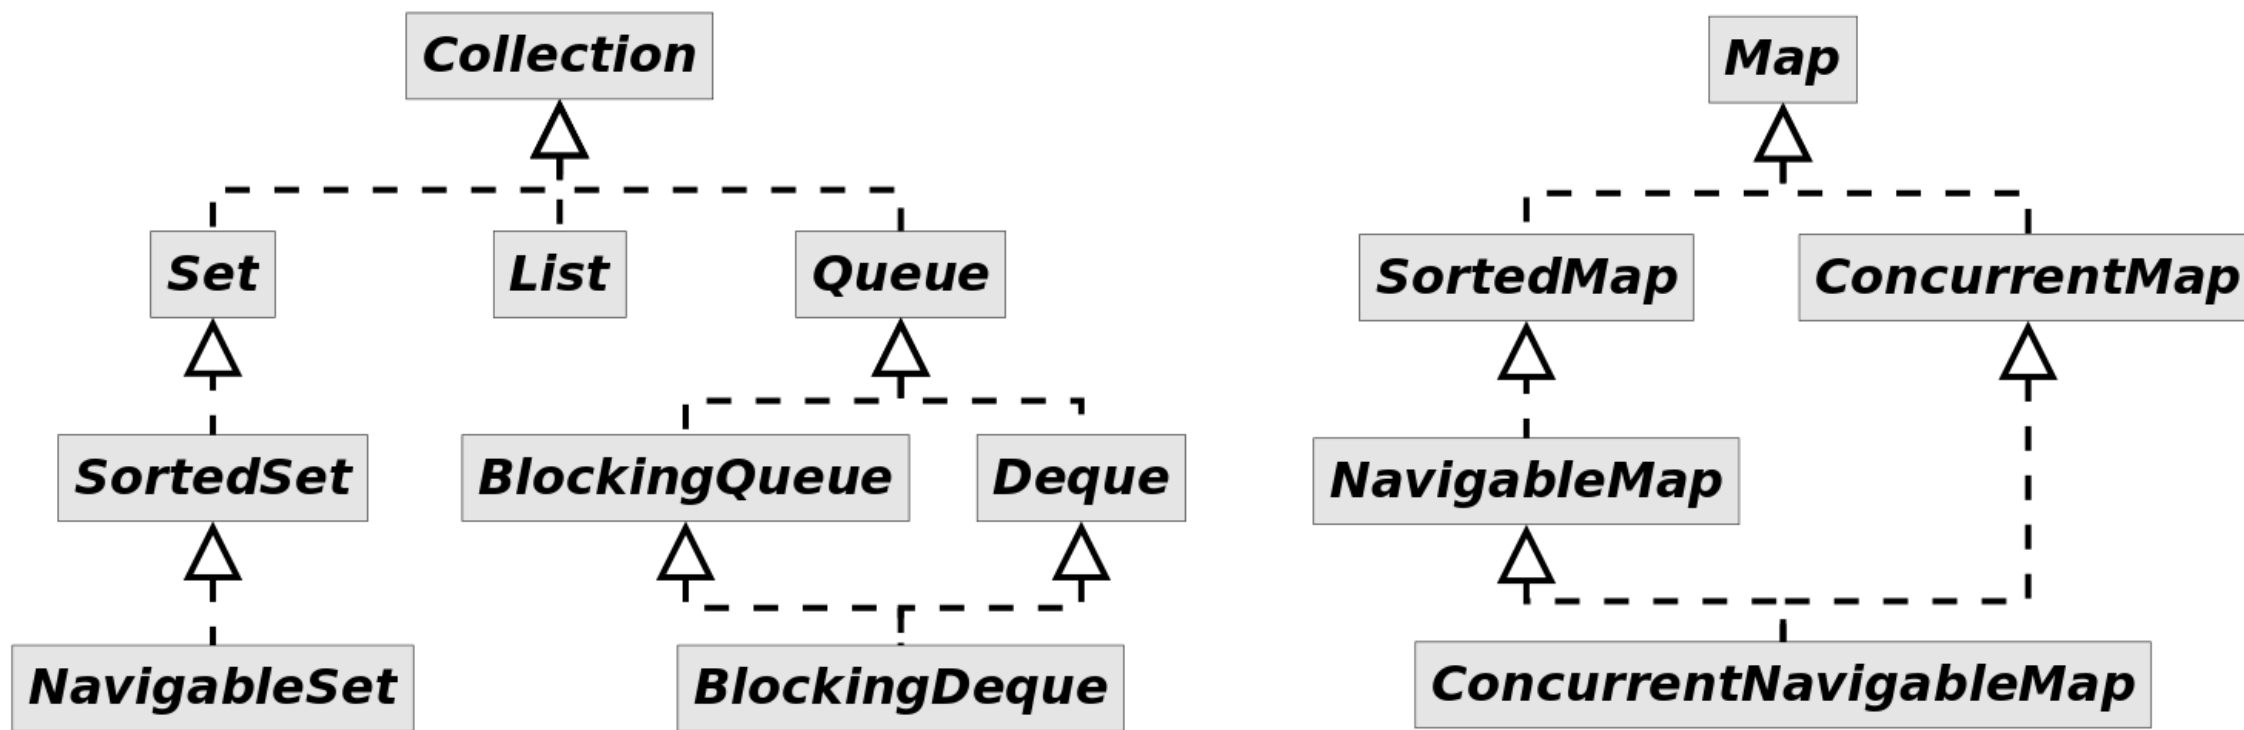 Collection
Map
Set
List
Queue
SortedMap
ConcurrentMap
SortedSet
BlockingQueue
Deque
NavigableMap
NavigableSet
BlockingDeque
ConcurrentNavigableMap